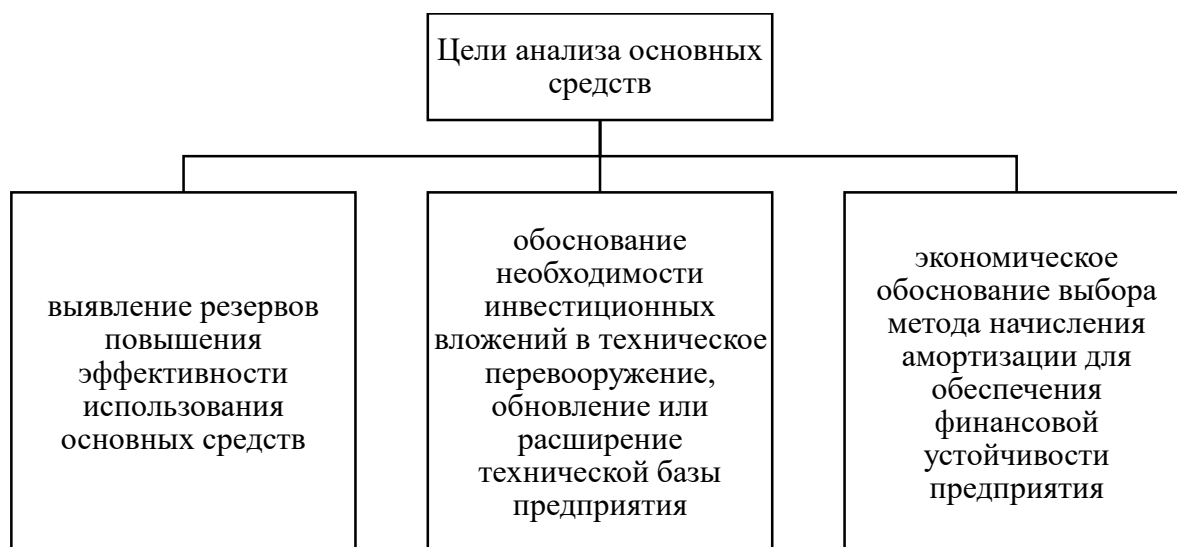 Цели анализа основных
средств
выявление резервов
повышения
эффективности
использования
основных средств
обоснование
необходимости
инвестиционных
вложений в техническое
перевооружение,
обновление или
расширение
технической базы
предприятия
экономическое
обоснование выбора
метода начисления
амортизации для
обеспечения
финансовой
устойчивости
предприятия